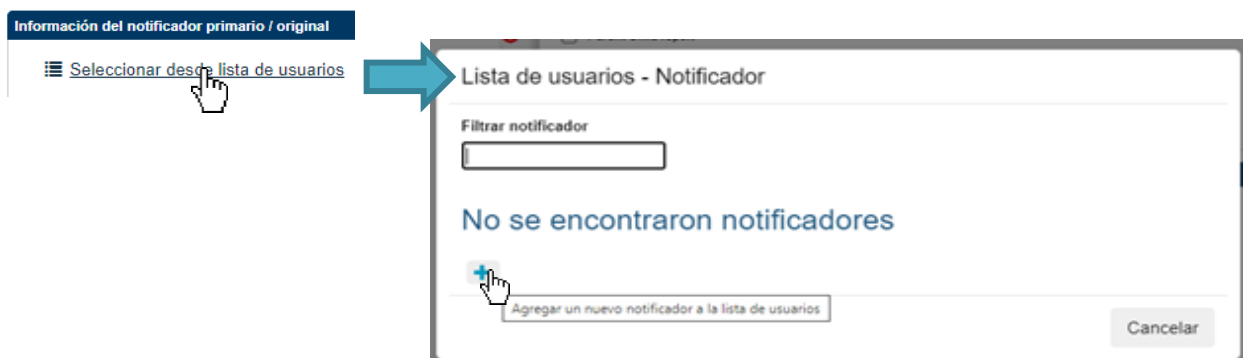 Información del notificador primario / original
Seleccionar desde lista de usuarios
Lista de usuarios - Notificador
Filtrar notificador
No se encontraron notificadores
Agregar un nuevo notificador a la lista de usuarios
Cancelar